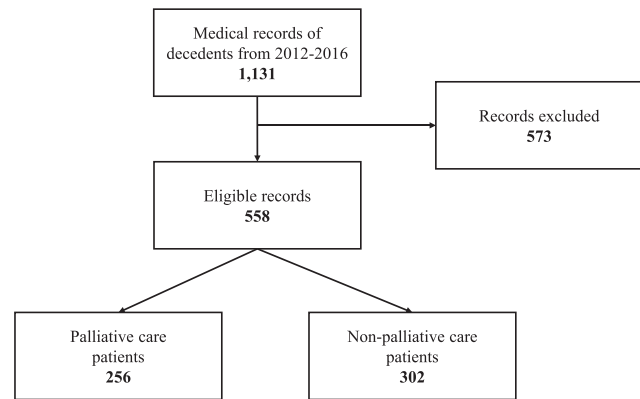 Medical records of
decedents from 2012-2016
1,131
Records excluded
573
Eligible records
558
Palliative care
patients
256
Non-palliative care
patients
302